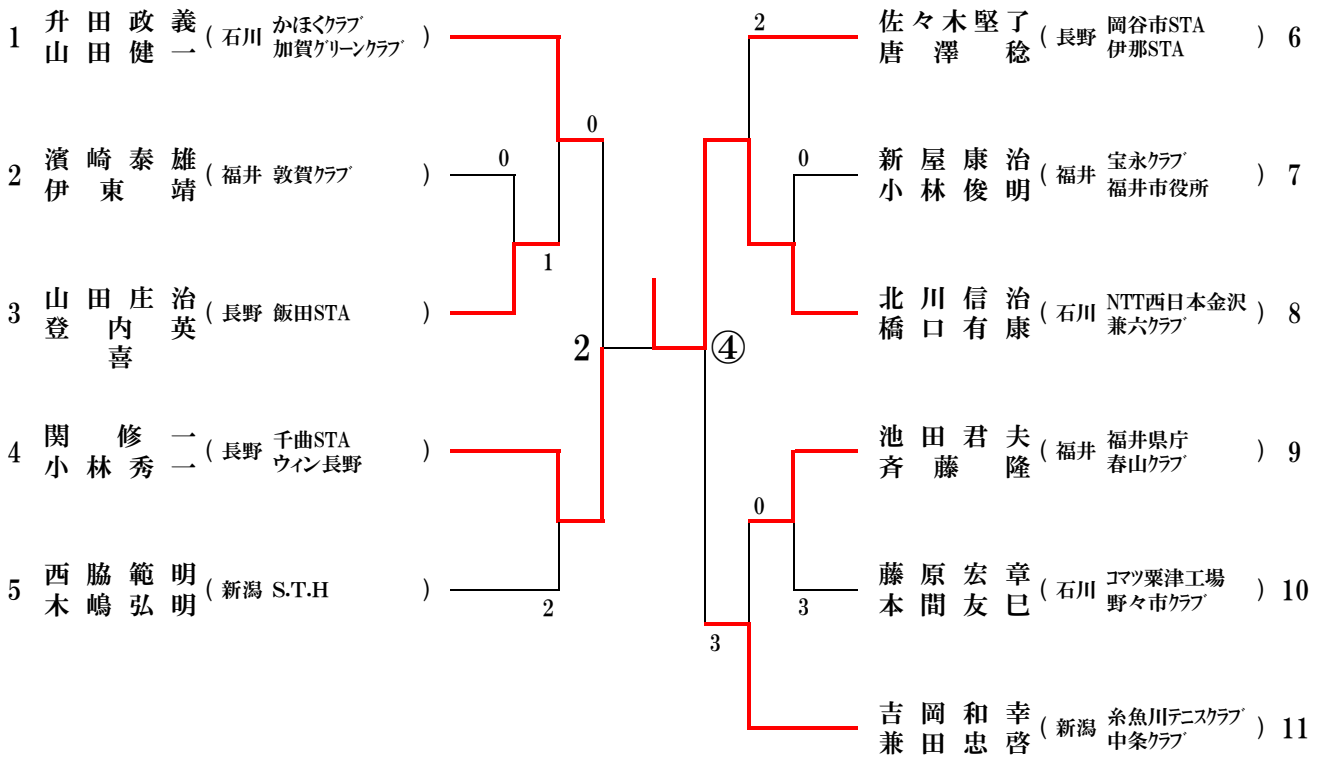 1 升田政義 ( 石川 かほくクラブ )
山田健一 加賀グリーンクラブ
2 濱崎泰雄 ( 福井 敦賀クラブ )
伊東靖
3 山田庄治 ( 長野 飯田STA )
登内英
喜
4 関修一 ( 長野 千曲STA )
小林秀一 ウィン長野
5 西脇範明 ( 新潟 S.T.H )
木嶋弘明
0
0
1
2
2
④
2
0
0
3
3
佐々木堅了 ( 長野 岡谷市STA ) 6
唐澤稔 伊那STA
新屋康治 ( 福井 宝永クラブ ) 7
小林俊明 福井市役所
北川信治 ( 石川 NTT西日本金沢 ) 8
橋口有康 兼六クラブ
池田君夫 ( 福井 福井県庁 ) 9
斉藤隆 春山クラブ
藤原宏章 ( 石川 コマツ粟津工場 ) 10
本間友巳 野々市クラブ
吉岡和幸 ( 新潟 糸魚川テニスクラブ ) 11
兼田忠啓 中条クラブ